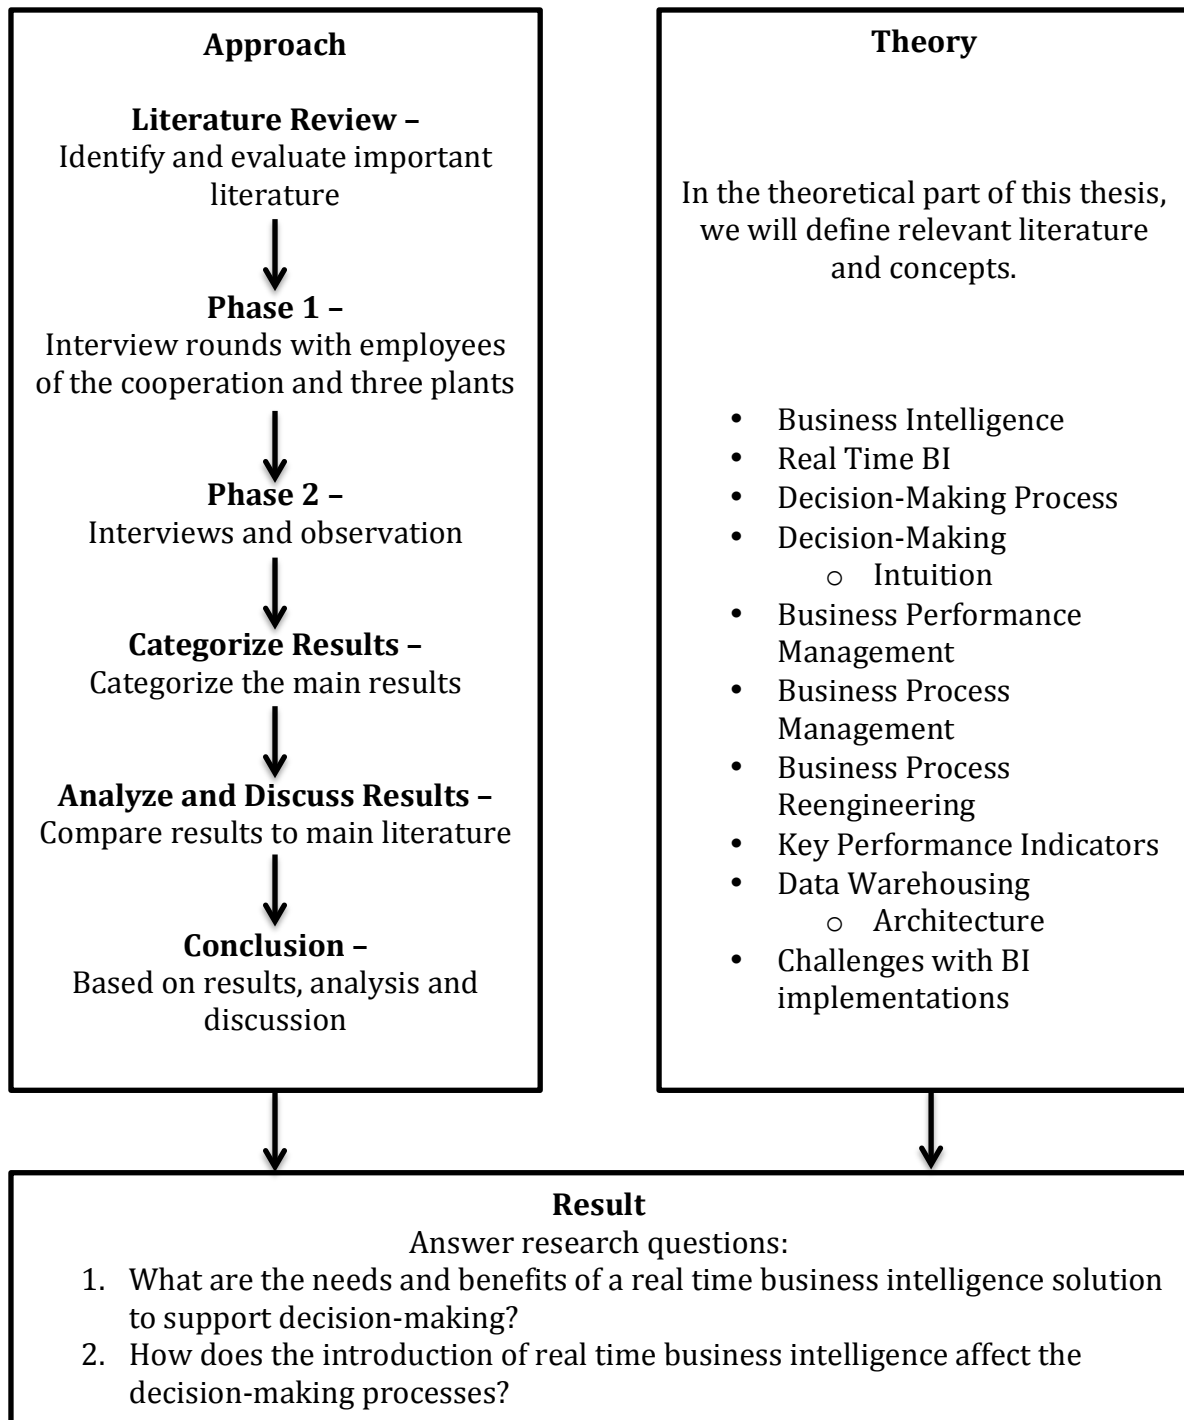 Approach
Literature Review –
Identify and evaluate important
literature
Phase 1 –
Interview rounds with employees
of the cooperation and three plants
Phase 2 –
Interviews and observation
Categorize Results –
Categorize the main results
Analyze and Discuss Results –
Compare results to main literature
Conclusion –
Based on results, analysis and
discussion
Theory
In the theoretical part of this thesis,
we will define relevant literature
and concepts.
• Business Intelligence
• Real Time BI
• Decision-Making Process
• Decision-Making
o Intuition
• Business Performance
Management
• Business Process
Management
• Business Process
Reengineering
• Key Performance Indicators
• Data Warehousing
o Architecture
• Challenges with BI
implementations
Result
Answer research questions:
1. What are the needs and benefits of a real time business intelligence solution
to support decision-making?
2. How does the introduction of real time business intelligence affect the
decision-making processes?